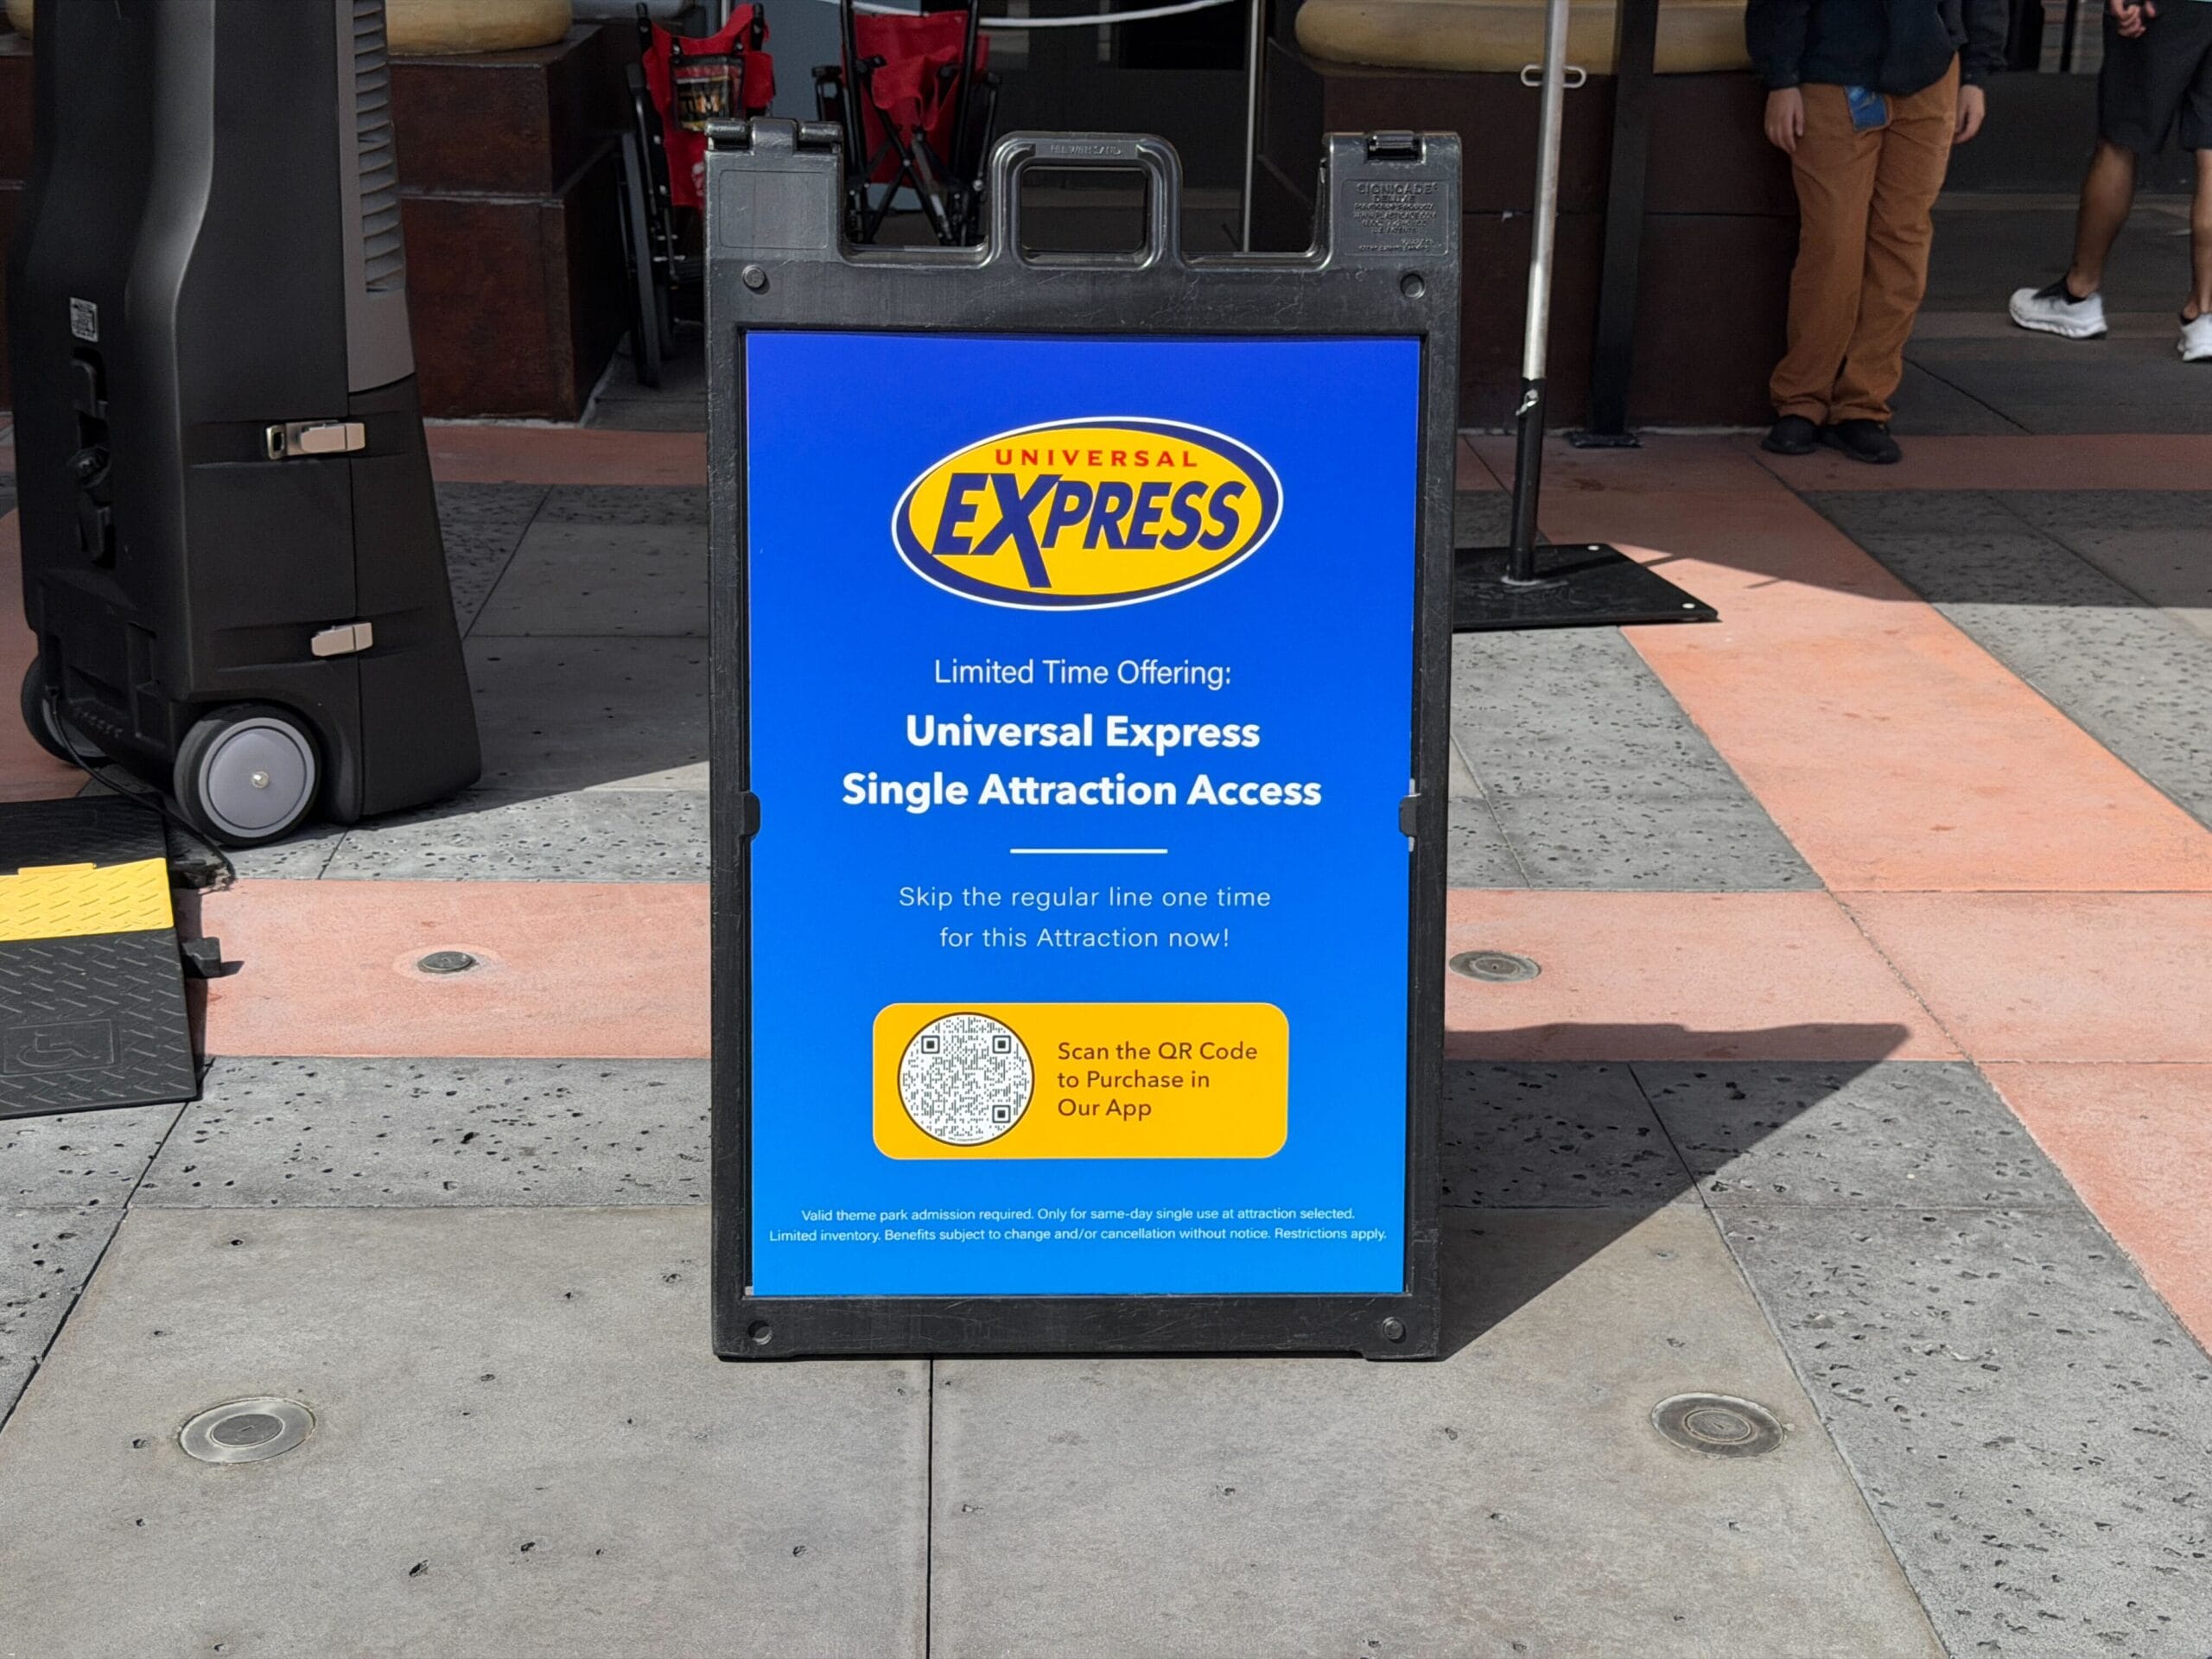 SIGNICADE
DELUXE
UNIVERSAL
EXPRESS
Limited Time Offering:
Universal Express
Single Attraction Access
Skip the regular line one time
for this Attraction now!
Scan the QR Code
to Purchase in
Our App
Valid theme park admission required. Only for same-day single use at attraction selected.
Limited inventory. Benefits subject to change and/or cancellation without notice. Restrictions apply.